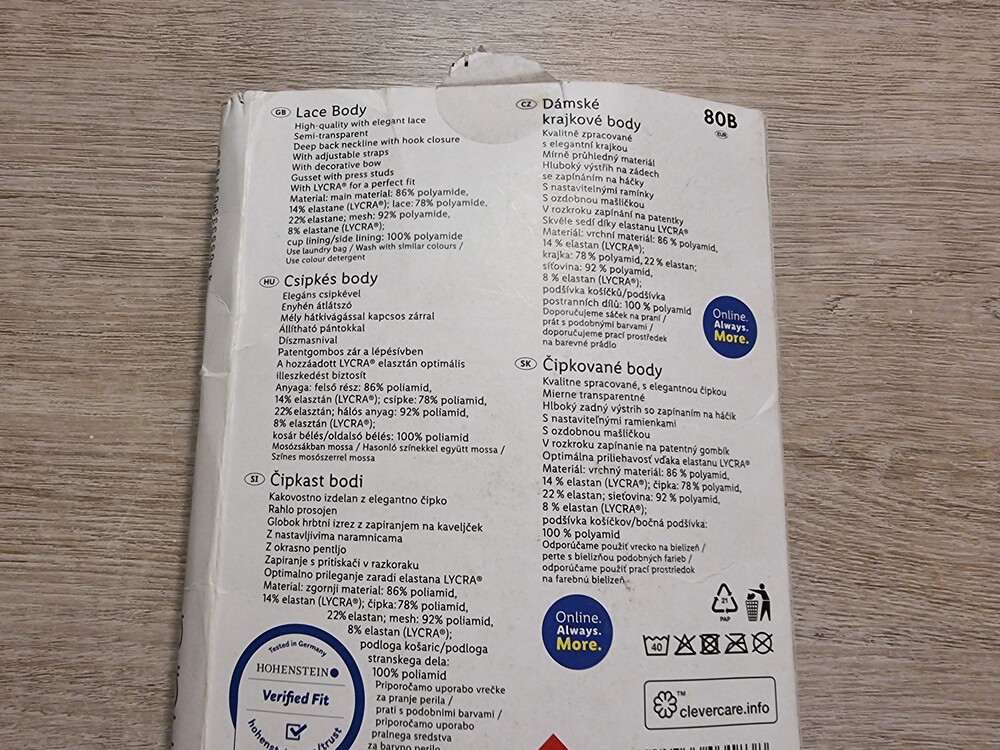 GB Lace Body
High-quality with elegant lace
Semi-transparent
Deep back neckline with hook closure
With adjustable straps
With decorative bow
Gusset with press studs
With LYCRA® for a perfect fit
Material: main material: 86% polyamide,
14% elastane (LYCRA®); lace: 78% polyamide,
22% elastane; mesh: 92% polyamide,
8% elastane (LYCRA®);
cup lining/side lining: 100% polyamide
Use laundry bag / Wash with similar colours /
Use colour detergent
HU Csipkés body
Elegáns csipkével
Enyhén átlátszó
Mély hátkivágással kapcsos zárral
Állítható pántokkal
Díszmasnival
Patentgombos zár a lépésívben
A hozzáadott LYCRA® elasztán optimális
illeszkedést biztosít
Anyaga: felső rész: 86% poliamid,
14% elasztán (LYCRA®); csipke: 78% poliamid,
22% elasztán; hálós anyag: 92% poliamid,
8% elasztán (LYCRA®);
kosár bélés/oldalsó bélés: 100% poliamid
Mosózsákban mossa / Hasonló színekkel együtt mossa /
Színes mosószerrel mossa
SI Čipkast bodi
Kakovostno izdelan z elegantno čipko
Rahlo prosojen
Globok hrbtni izrez z zapiranjem na kaveljček
Z nastavljivima naramnicama
Z okrasno pentljo
Zapiranje s pritiskači v razkoraku
Optimalno prileganje zaradi elastana LYCRA®
Material: zgornji material: 86% poliamid,
14% elastan (LYCRA®); čipka: 78% poliamid,
22% elastan; mesh: 92% poliamid,
8% elastan (LYCRA®);
podloga košaric/podloga
stranskega dela:
100% poliamid
Priporočamo uporabo vrečke
za pranje perila /
prati s podobnimi barvami /
priporočamo uporabo
pralnega sredstva
za barvno perilo
Tested in Germany
HOHENSTEIN
Verified Fit
CZ Dámské
krajkové body
Kvalitně zpracované
s elegantní krajkou
Mírně průhledný materiál
Hluboký výstřih na zádech
se zapínáním na háčky
S nastavitelnými ramínky
S ozdobnou mašličkou
V rozkroku zapínání na patentky
Skvěle sedí díky elastanu LYCRA®
Materiál: vrchní materiál: 86 % polyamid,
14 % elastan (LYCRA®);
krajka: 78 % polyamid, 22 % elastan;
síťovina: 92 % polyamid,
8 % elastan (LYCRA®);
podšívka košíčků/podšívka
postranních dílů: 100 % polyamid
Doporučujeme sáček na praní /
prát s podobnými barvami /
doporučujeme prací prostředek
na barevné prádlo
80B
EUR
Online.
Always.
More.
SK Čipkované body
Kvalitne spracované, s elegantnou čipkou
Mierne transparentné
Hlboký zadný výstrih so zapínaním na háčik
S nastaviteľnými ramienkami
S ozdobnou mašličkou
V rozkroku zapínanie na patentný gombík
Optimálna priliehavosť vďaka elastanu LYCRA®
Materiál: vrchný materiál: 86 % polyamid,
14 % elastan (LYCRA®); čipka: 78 % polyamid,
22 % elastan; sieťovina: 92 % polyamid,
8 % elastan (LYCRA®);
podšívka košíčkov/bočná podšívka:
100 % polyamid
Odporúčame použiť vrecko na bielizeň /
perte s bielizňou podobných farieb /
odporúčame použiť prací prostriedok
na farebnú bielizeň
Online.
Always.
More.
21
PAP
40
™
clevercare.info